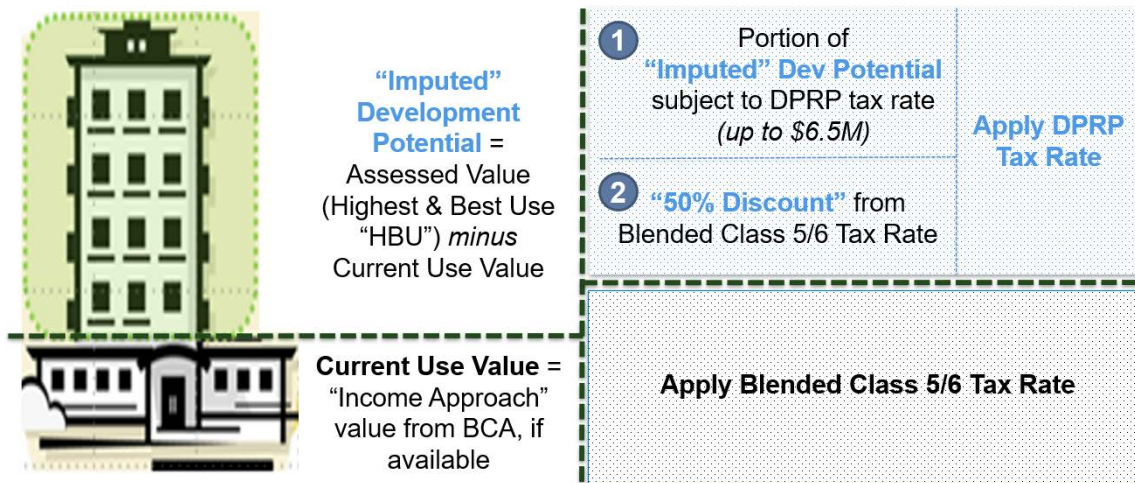 “Imputed”
Development
Potential =
Assessed Value
(Highest & Best Use
“HBU”) minus
Current Use Value
Current Use Value =
“Income Approach”
value from BCA, if
available
1
Portion of
“Imputed” Dev Potential
subject to DPRP tax rate
(up to $6.5M)
2
“50% Discount” from
Blended Class 5/6 Tax Rate
Apply DPRP
Tax Rate
Apply Blended Class 5/6 Tax Rate